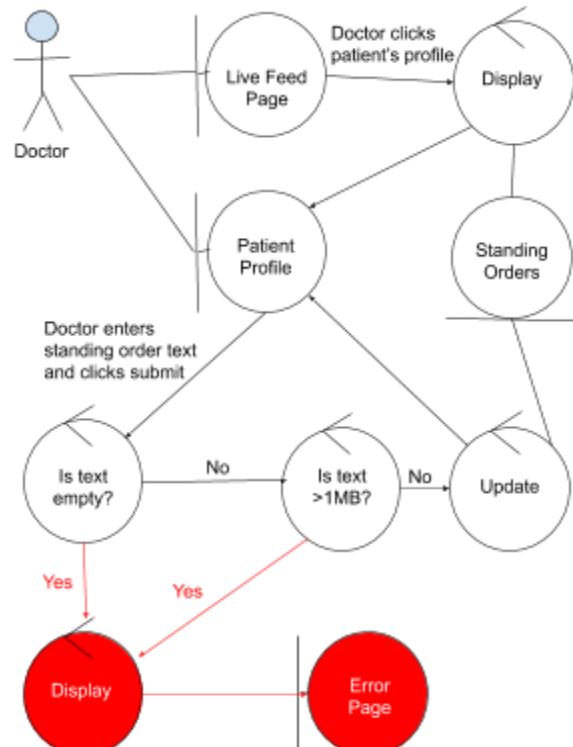 Doctor clicks
patient's profile
Live Feed
Page
Display
Doctor
Patient
Profile
Standing
Orders
Doctor enters
standing order text
and clicks submit
Is text
empty?
No
Is text
>1MB?
No
Update
Yes
Yes
Display
Error
Page